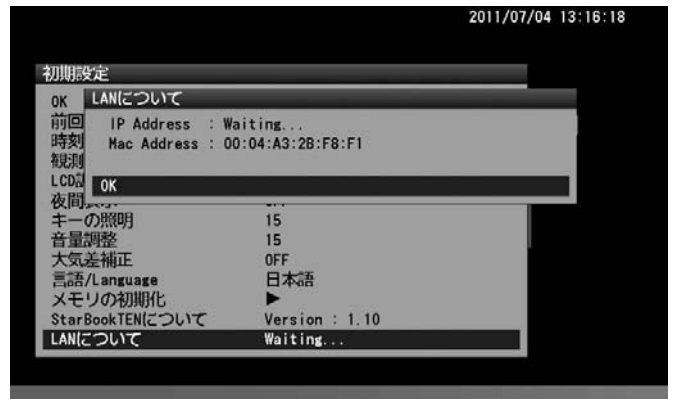 2011/07/04 13:16:18
初期設定
OK
LANについて
前回
IP Address : Waiting...
時刻
Mac Address : 00:04:A3:2B:F8:F1
観測
LCD
OK
夜間
キーの照明 15
音量調整 15
大気差補正 OFF
言語/Language 日本語
メモリの初期化 ▶
StarBookTENについて Version : 1.10
LANについて Waiting...